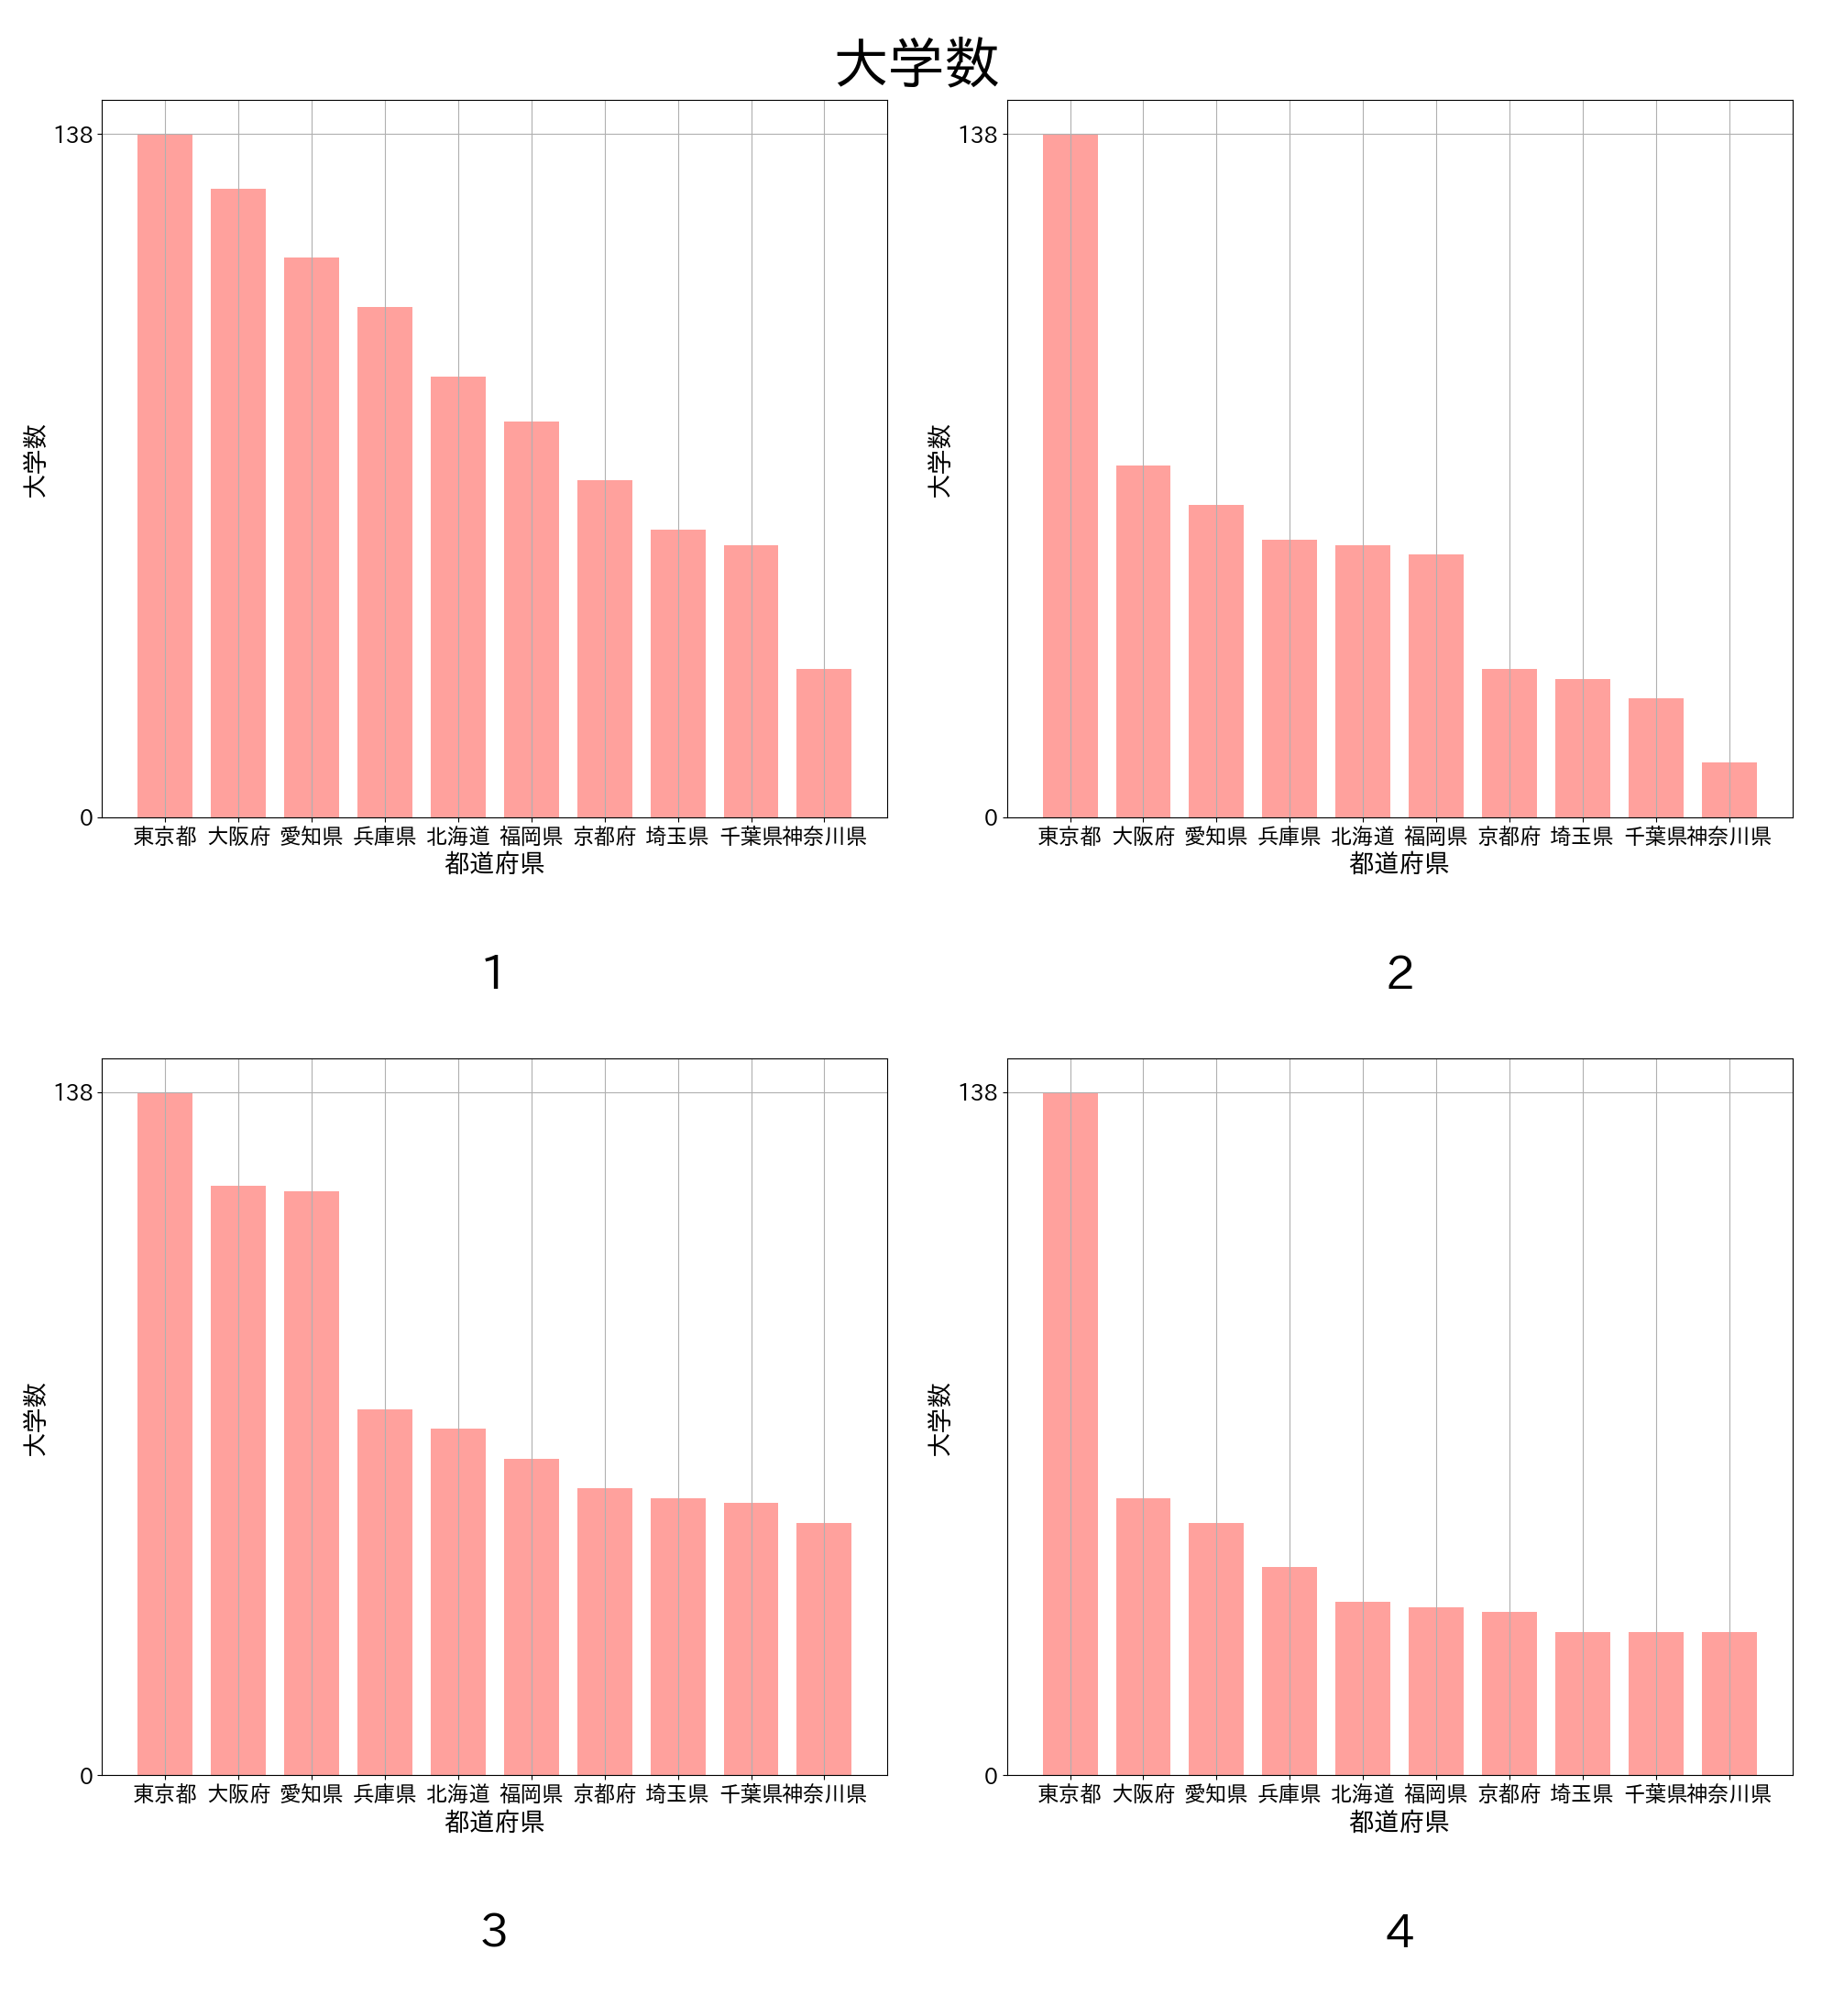 大学数
138
0
大学数
東京都 大阪府 愛知県 兵庫県 北海道 福岡県 京都府 埼玉県 千葉県 神奈川県
都道府県
1
138
0
大学数
東京都 大阪府 愛知県 兵庫県 北海道 福岡県 京都府 埼玉県 千葉県 神奈川県
都道府県
2
138
0
大学数
東京都 大阪府 愛知県 兵庫県 北海道 福岡県 京都府 埼玉県 千葉県 神奈川県
都道府県
3
138
0
大学数
東京都 大阪府 愛知県 兵庫県 北海道 福岡県 京都府 埼玉県 千葉県 神奈川県
都道府県
4